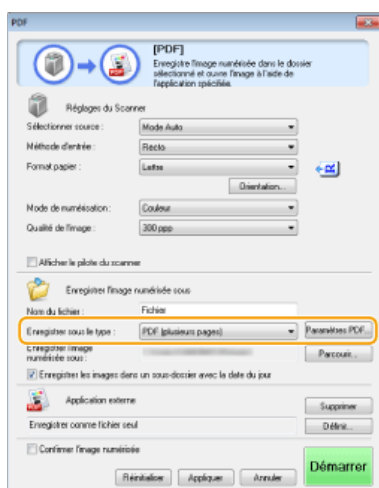 PDF
[PDF]
Enregistre l'image numérisée dans le dossier
sélectionné et ouvre l'image à l'aide de
l'application spécifiée.
Réglages du Scanner
Sélectionner source : Mode Auto
Méthode d'entrée : Recto
Format papier : Lettre
Orientation...
Mode de numérisation : Couleur
Qualité de l'image : 300 ppp
Afficher le pilote du scanner
Enregistrer l'image numérisée sous
Nom du fichier : Fichier
Enregistrer sous le type : PDF (plusieurs pages) Paramètres PDF...
Enregistrer l'image
numérisée sous : Parcourir...
Enregistrer les images dans un sous-dossier avec la date du jour
Application externe Supprimer
Enregistrer comme fichier seul Définir...
Confirmer l'image numérisée
Réinitialiser Appliquer Annuler Démarrer